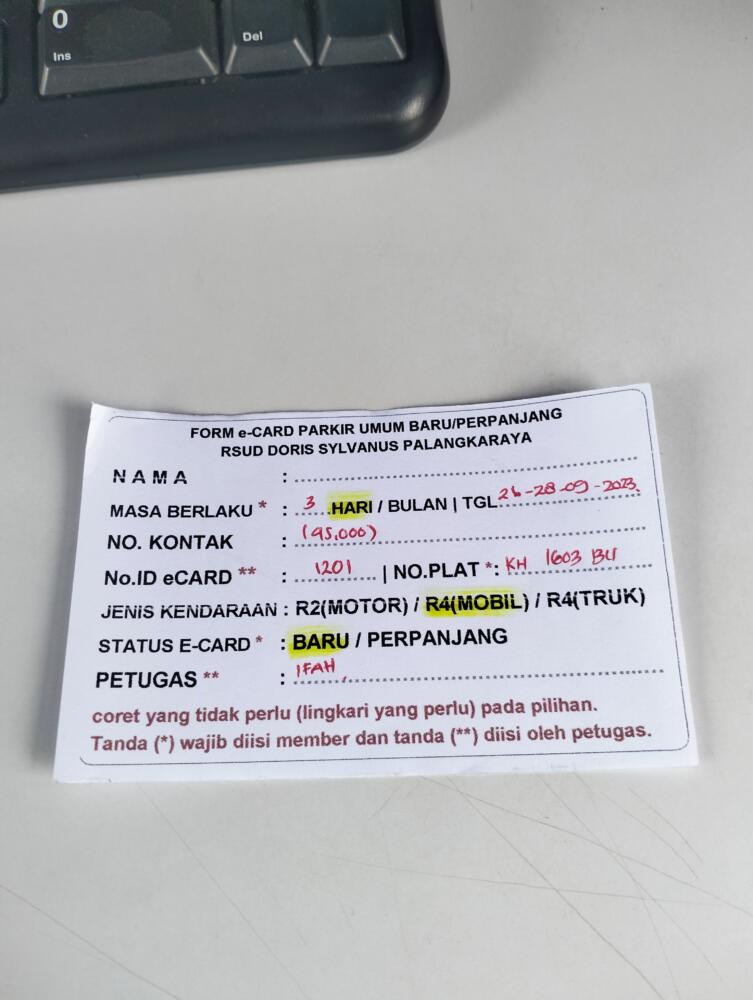 0
Ins
Del
FORM e-CARD PARKIR UMUM BARU/PERPANJANG
RSUD DORIS SYLVANUS PALANGKARAYA
NAMA :
MASA BERLAKU * : 3 HARI / BULAN | TGL 26-28-09-2023
NO. KONTAK : (95.000)
No.ID eCARD ** : 1201 | NO.PLAT *: KH 1603 BU
JENIS KENDARAAN : R2(MOTOR) / R4(MOBIL) / R4(TRUK)
STATUS E-CARD * : BARU / PERPANJANG
PETUGAS ** : IFAH
coret yang tidak perlu (lingkari yang perlu) pada pilihan.
Tanda (*) wajib diisi member dan tanda (**) diisi oleh petugas.